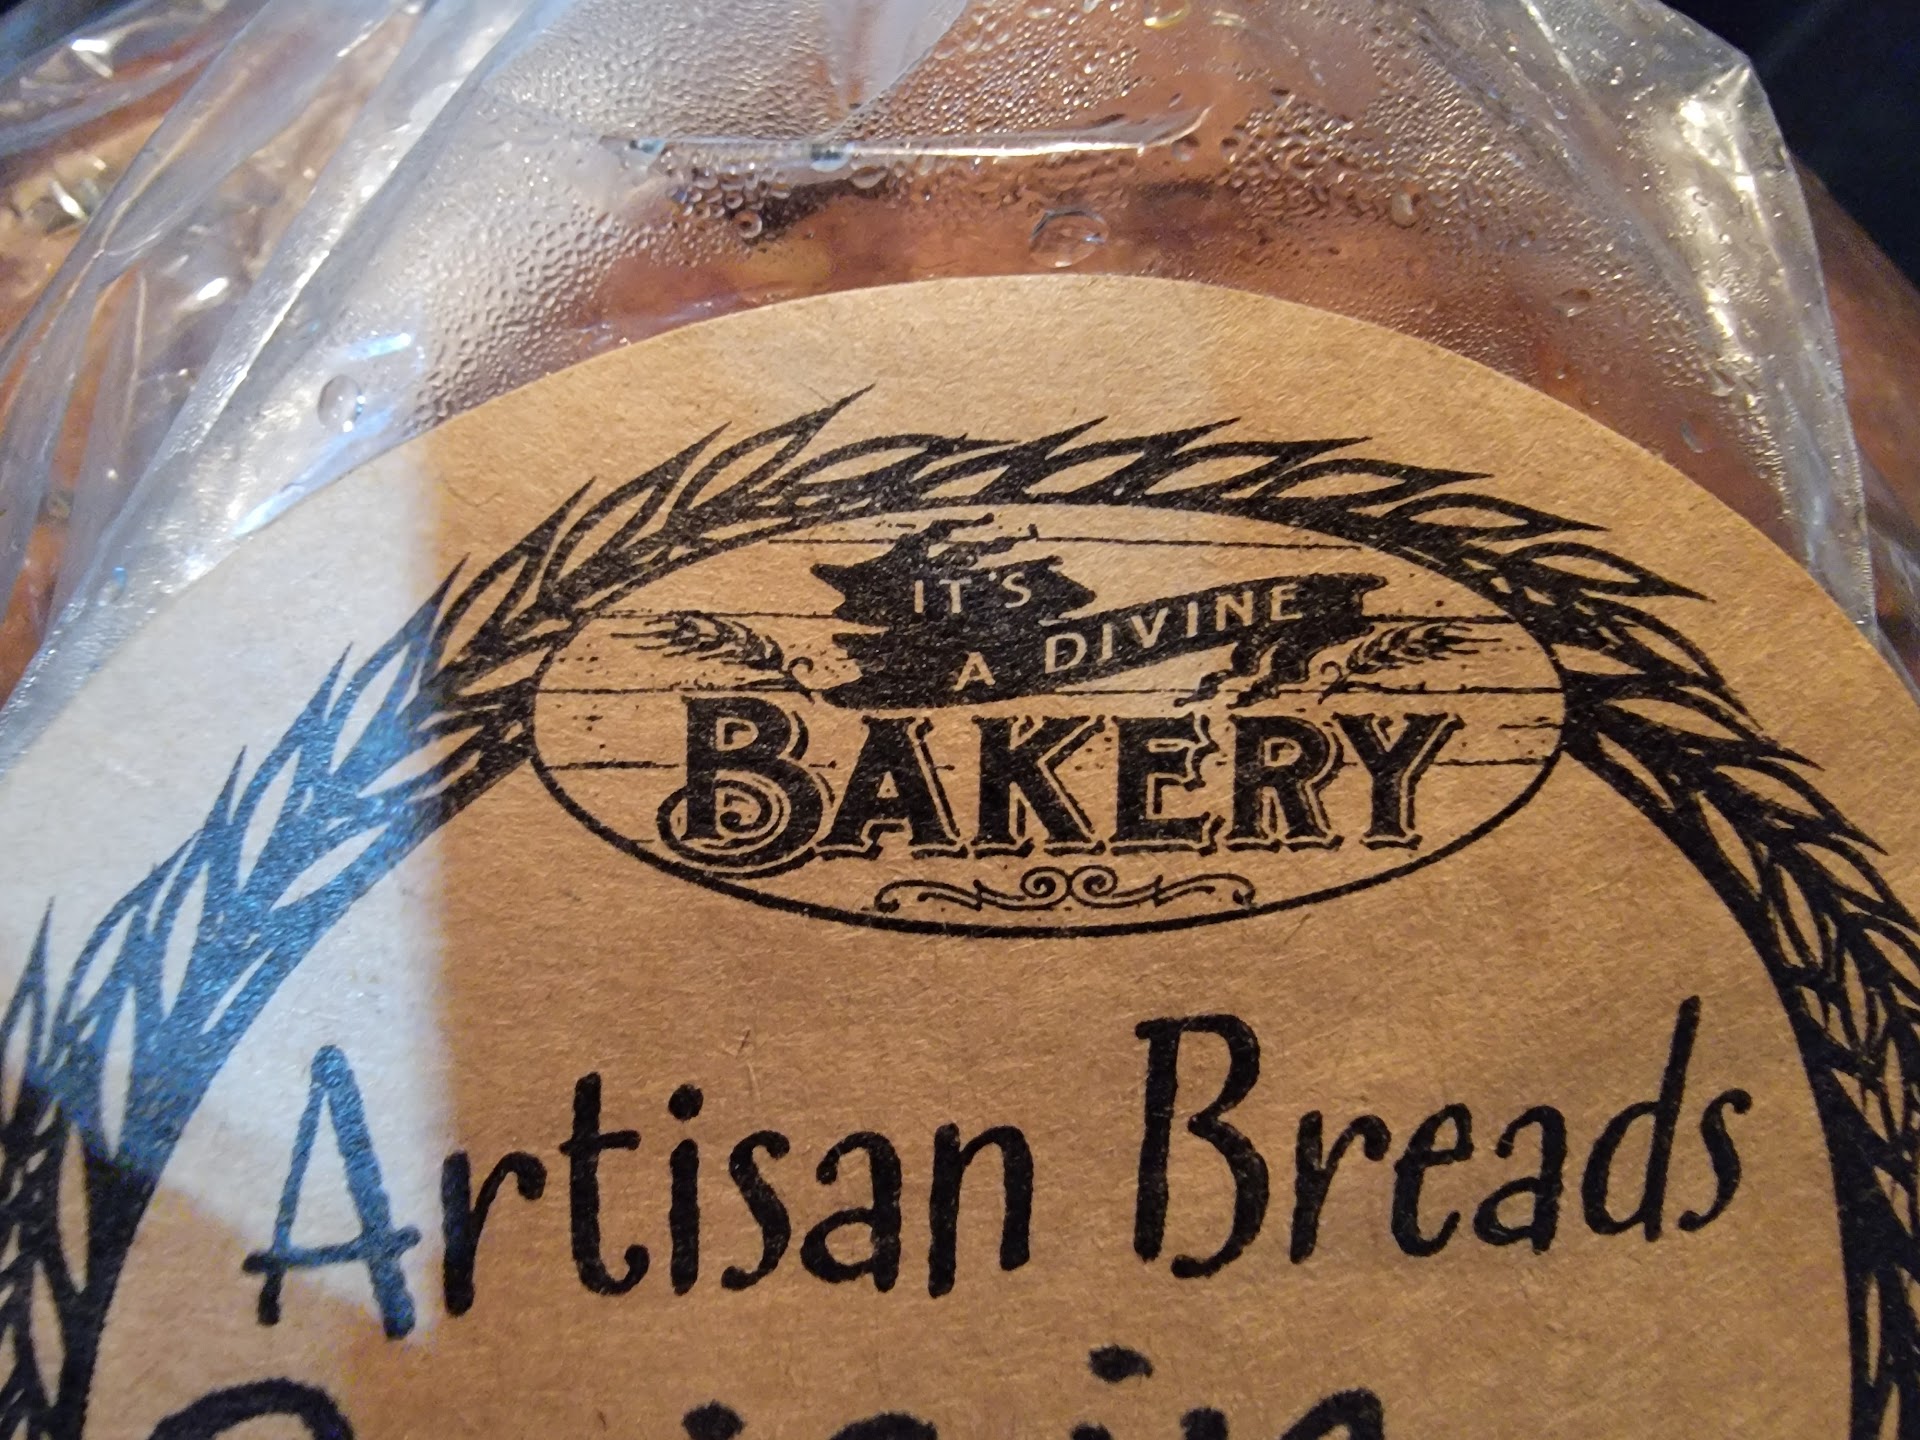 IT'S
A DIVINE
BAKERY
Artisan Breads